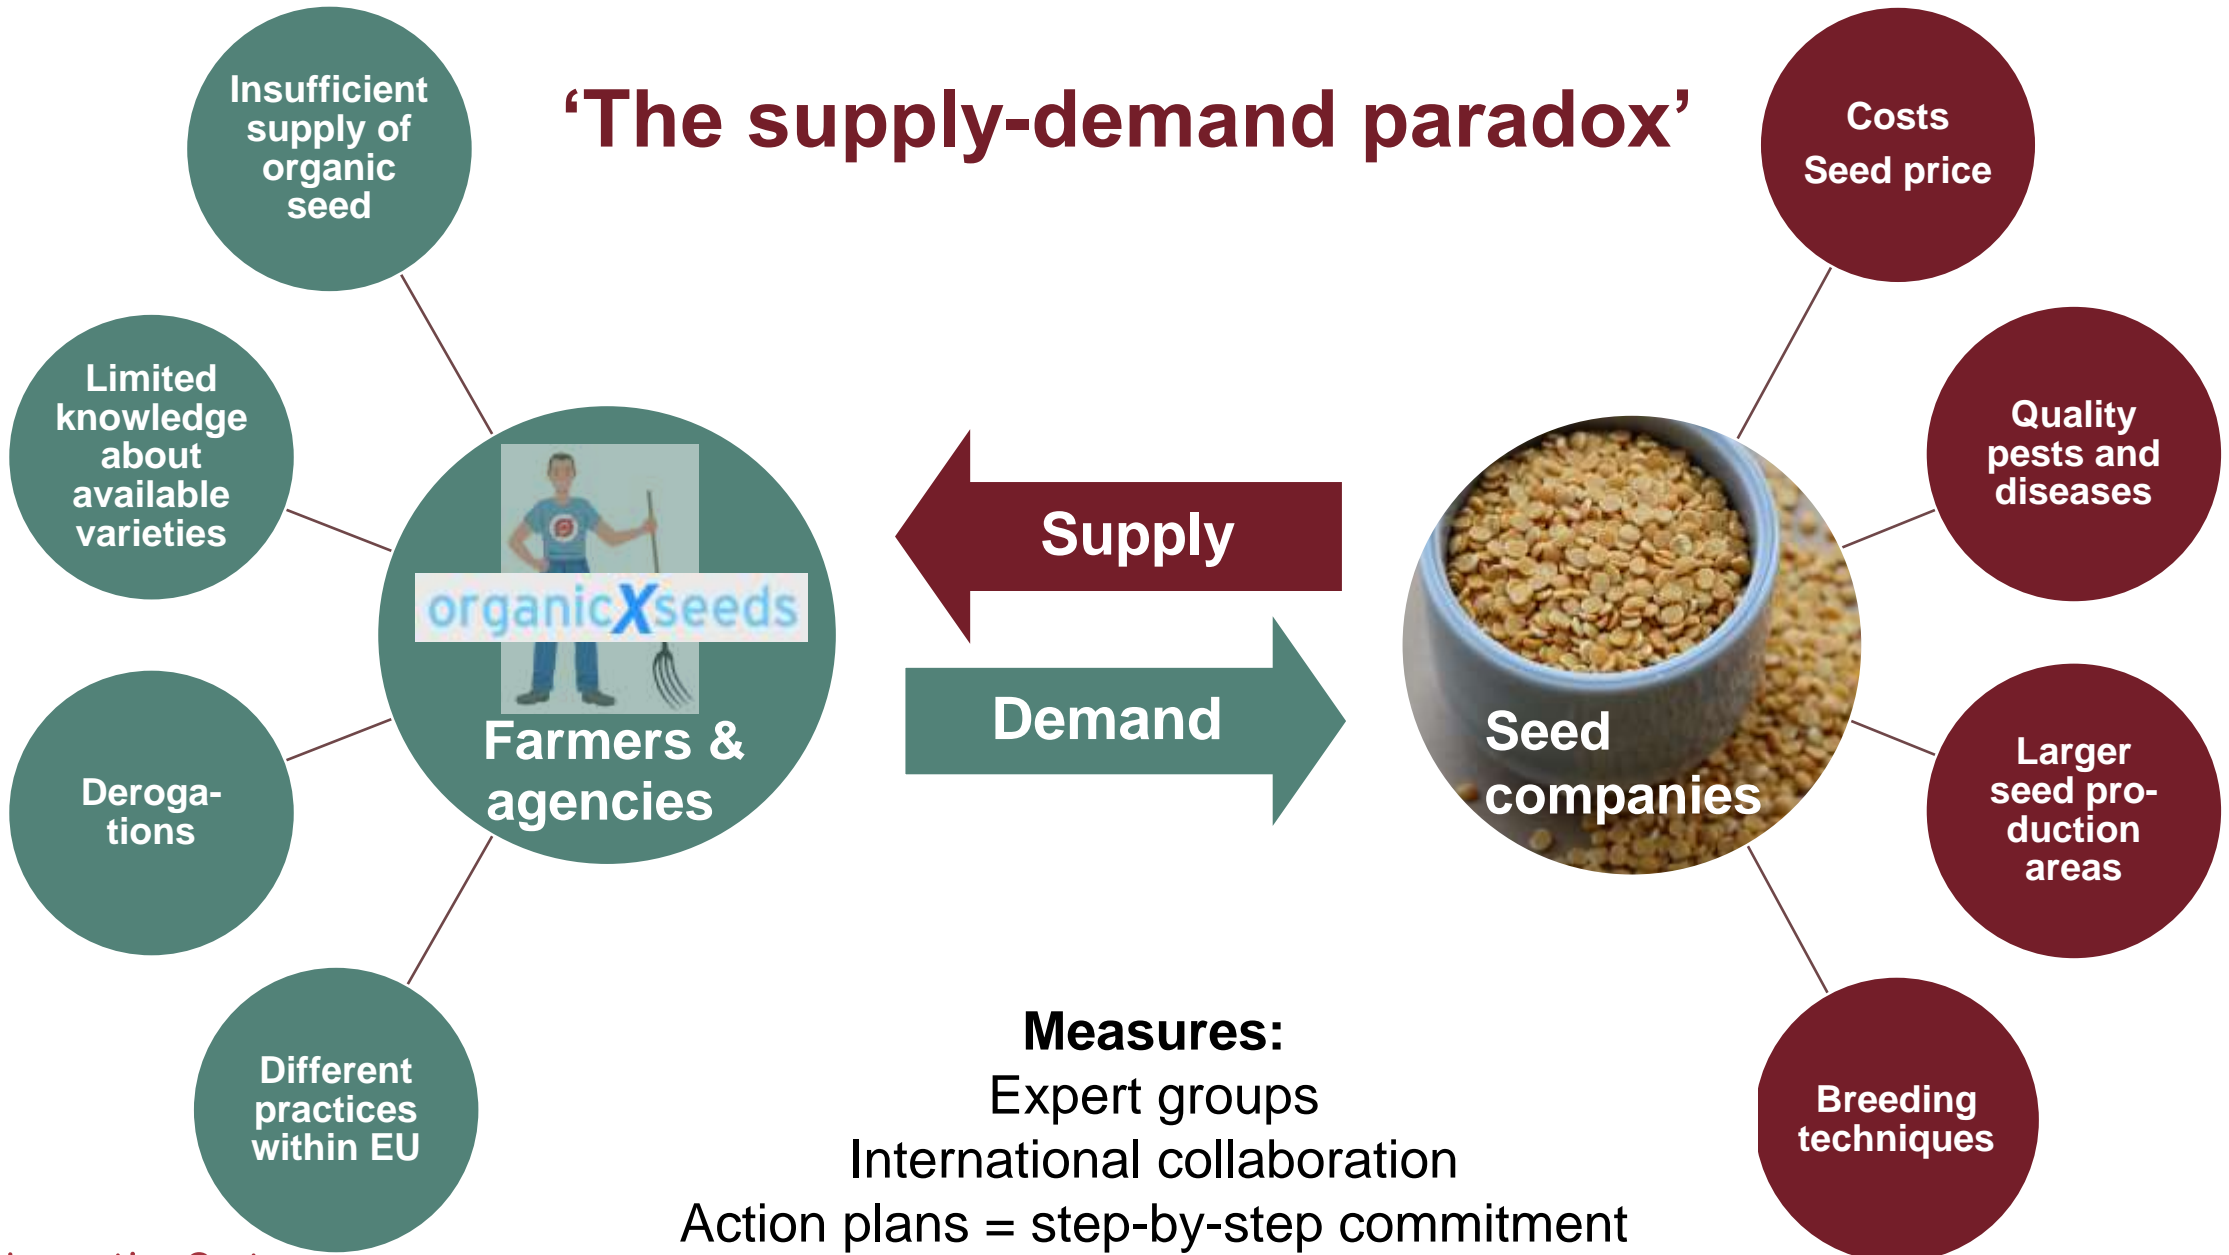 ‘The supply-demand paradox’
Insufficient
supply of
organic
seed
Limited
knowledge
about
available
varieties
Deroga-
tions
Different
practices
within EU
organicXseeds
Farmers &
agencies
Supply
Demand
Seed
companies
Costs
Seed price
Quality
pests and
diseases
Larger
seed pro-
duction
areas
Breeding
techniques
Measures:
Expert groups
International collaboration
Action plans = step-by-step commitment